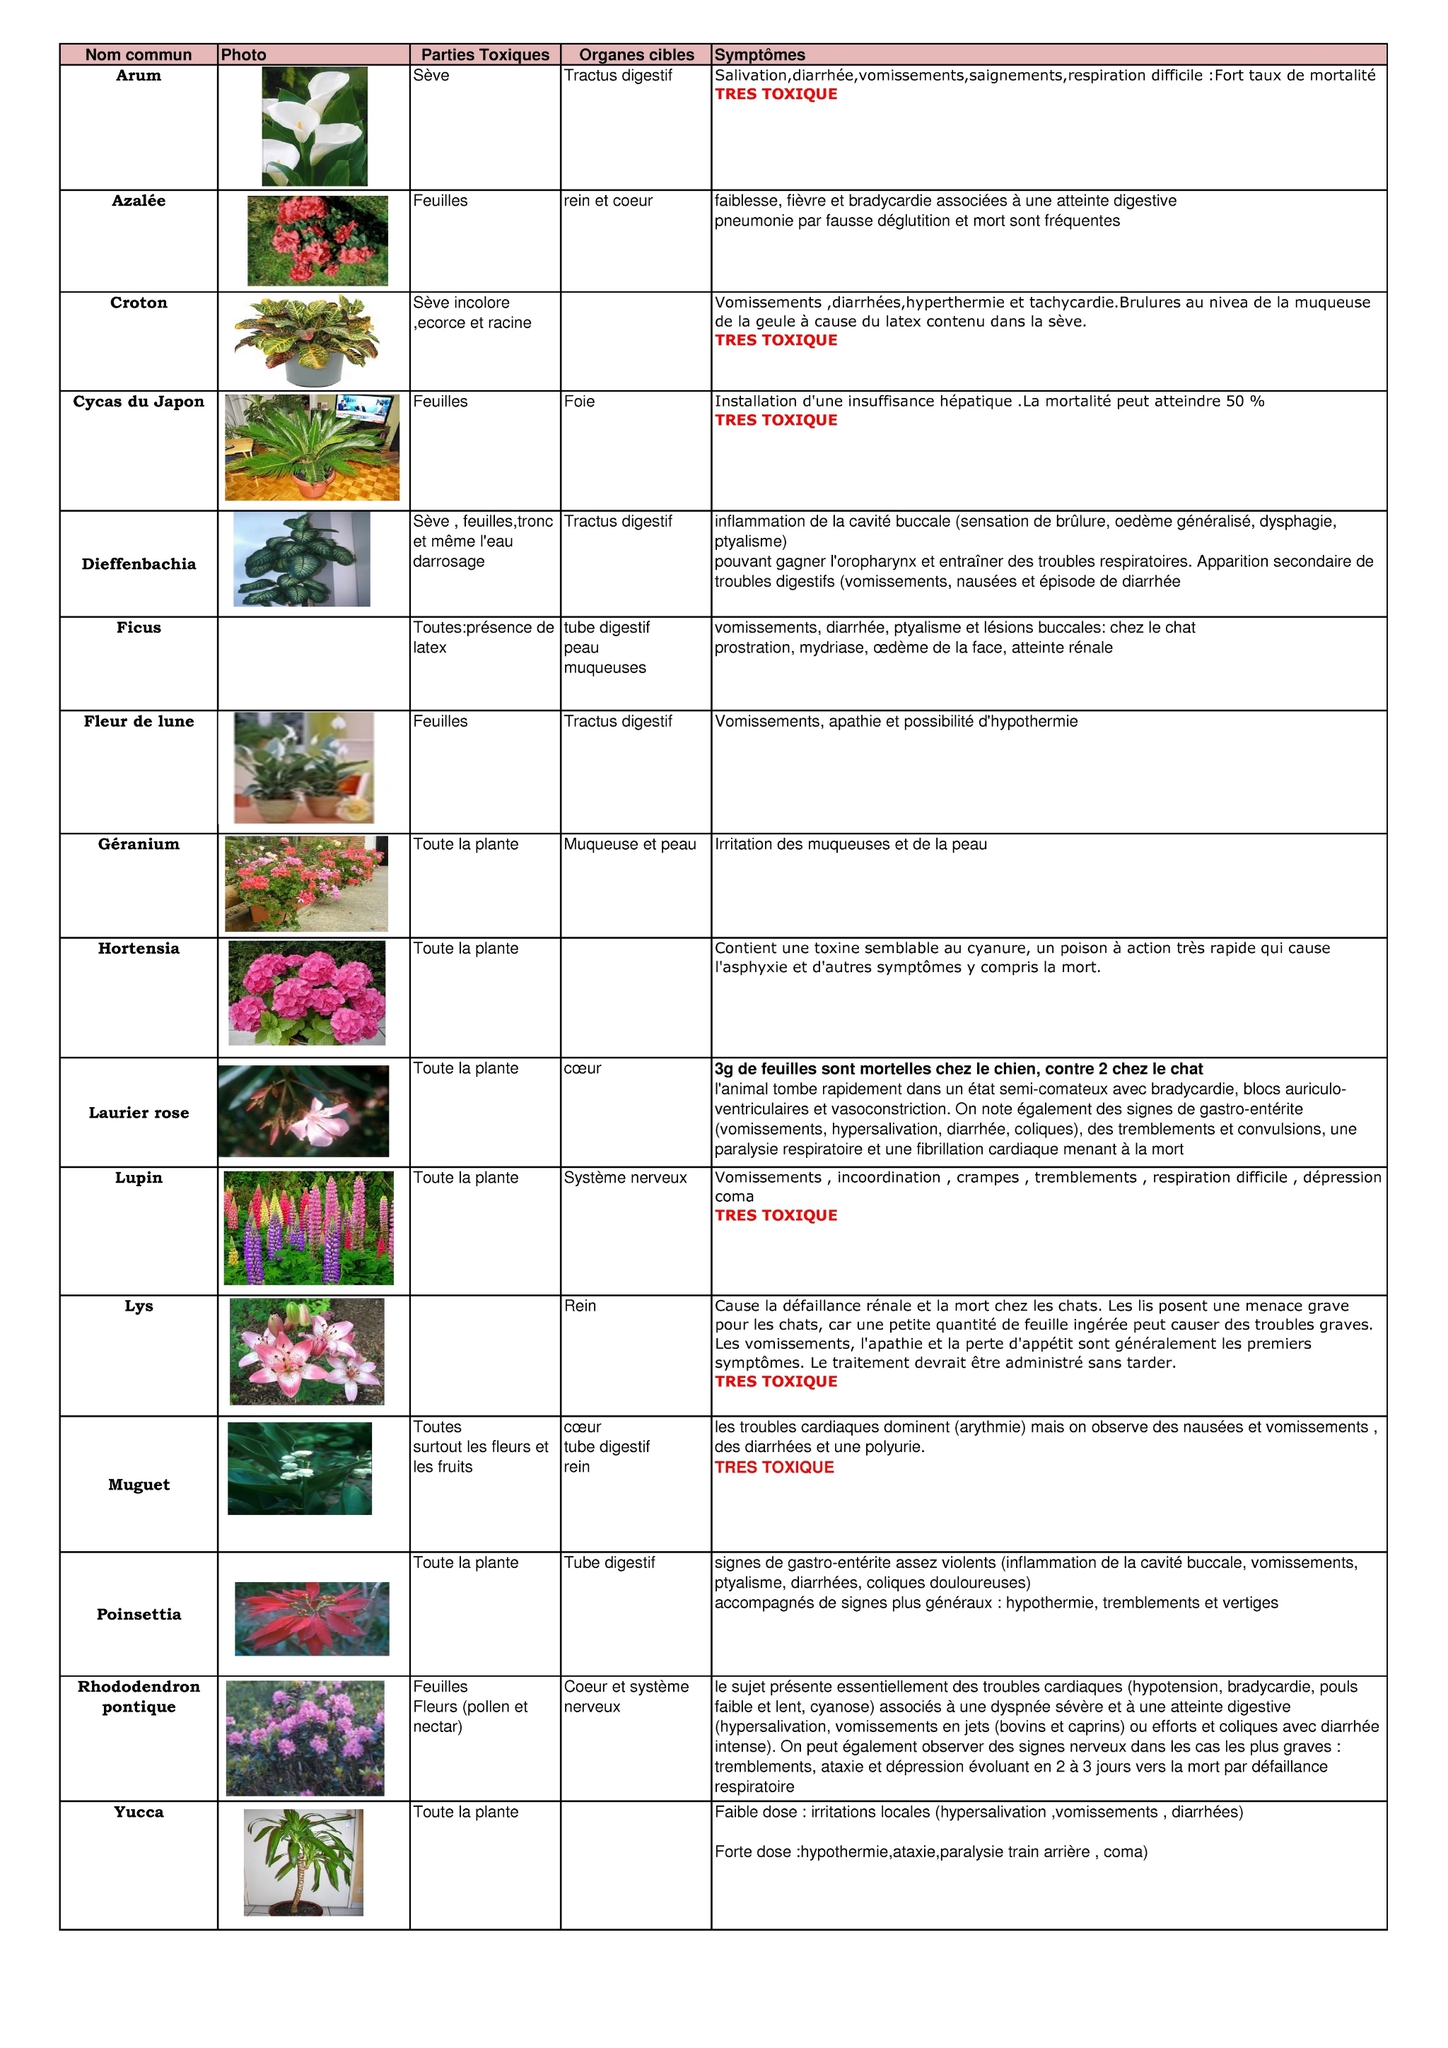 Nom commun Photo Parties Toxiques Organes cibles Symptômes
Arum Sève Tractus digestif Salivation,diarrhée,vomissements,saignements,respiration difficile :Fort taux de mortalité
TRES TOXIQUE
Azalée Feuilles rein et coeur faiblesse, fièvre et bradycardie associées à une atteinte digestive
pneumonie par fausse déglutition et mort sont fréquentes
Croton Sève incolore Vomissements ,diarrhées,hyperthermie et tachycardie.Brulures au nivea de la muqueuse
,ecorce et racine de la geule à cause du latex contenu dans la sève.
TRES TOXIQUE
Cycas du Japon Feuilles Foie Installation d'une insuffisance hépatique .La mortalité peut atteindre 50 %
TRES TOXIQUE
Dieffenbachia
Sève , feuilles,tronc
et même l'eau
darrosage
Tractus digestif
inflammation de la cavité buccale (sensation de brûlure, oedème généralisé, dysphagie,
ptyalisme)
pouvant gagner l'oropharynx et entraîner des troubles respiratoires. Apparition secondaire de
troubles digestifs (vomissements, nausées et épisode de diarrhée
Ficus
Toutes:présence de
latex
tube digestif
peau
muqueuses
vomissements, diarrhée, ptyalisme et lésions buccales: chez le chat
prostration, mydriase, œdème de la face, atteinte rénale
Fleur de lune Feuilles Tractus digestif Vomissements, apathie et possibilité d'hypothermie
Géranium Toute la plante Muqueuse et peau Irritation des muqueuses et de la peau
Hortensia Toute la plante Contient une toxine semblable au cyanure, un poison à action très rapide qui cause
l'asphyxie et d'autres symptômes y compris la mort.
Laurier rose
Toute la plante
cœur
3g de feuilles sont mortelles chez le chien, contre 2 chez le chat
l'animal tombe rapidement dans un état semi-comateux avec bradycardie, blocs auriculo-
ventriculaires et vasoconstriction. On note également des signes de gastro-entérite
(vomissements, hypersalivation, diarrhée, coliques), des tremblements et convulsions, une
paralysie respiratoire et une fibrillation cardiaque menant à la mort
Lupin Toute la plante Système nerveux Vomissements , incoordination , crampes , tremblements , respiration difficile , dépression
coma
TRES TOXIQUE
Lys Rein Cause la défaillance rénale et la mort chez les chats. Les lis posent une menace grave
pour les chats, car une petite quantité de feuille ingérée peut causer des troubles graves.
Les vomissements, l'apathie et la perte d'appétit sont généralement les premiers
symptômes. Le traitement devrait être administré sans tarder.
TRES TOXIQUE
Muguet
Toutes
surtout les fleurs et
les fruits
cœur
tube digestif
rein
les troubles cardiaques dominent (arythmie) mais on observe des nausées et vomissements ,
des diarrhées et une polyurie.
TRES TOXIQUE
Poinsettia
Toute la plante
Tube digestif
signes de gastro-entérite assez violents (inflammation de la cavité buccale, vomissements,
ptyalisme, diarrhées, coliques douloureuses)
accompagnés de signes plus généraux : hypothermie, tremblements et vertiges
Rhododendron
pontique
Feuilles
Fleurs (pollen et
nectar)
Coeur et système
nerveux
le sujet présente essentiellement des troubles cardiaques (hypotension, bradycardie, pouls
faible et lent, cyanose) associés à une dyspnée sévère et à une atteinte digestive
(hypersalivation, vomissements en jets (bovins et caprins) ou efforts et coliques avec diarrhée
intense). On peut également observer des signes nerveux dans les cas les plus graves :
tremblements, ataxie et dépression évoluant en 2 à 3 jours vers la mort par défaillance
respiratoire
Yucca Toute la plante Faible dose : irritations locales (hypersalivation ,vomissements , diarrhées)
Forte dose :hypothermie,ataxie,paralysie train arrière , coma)